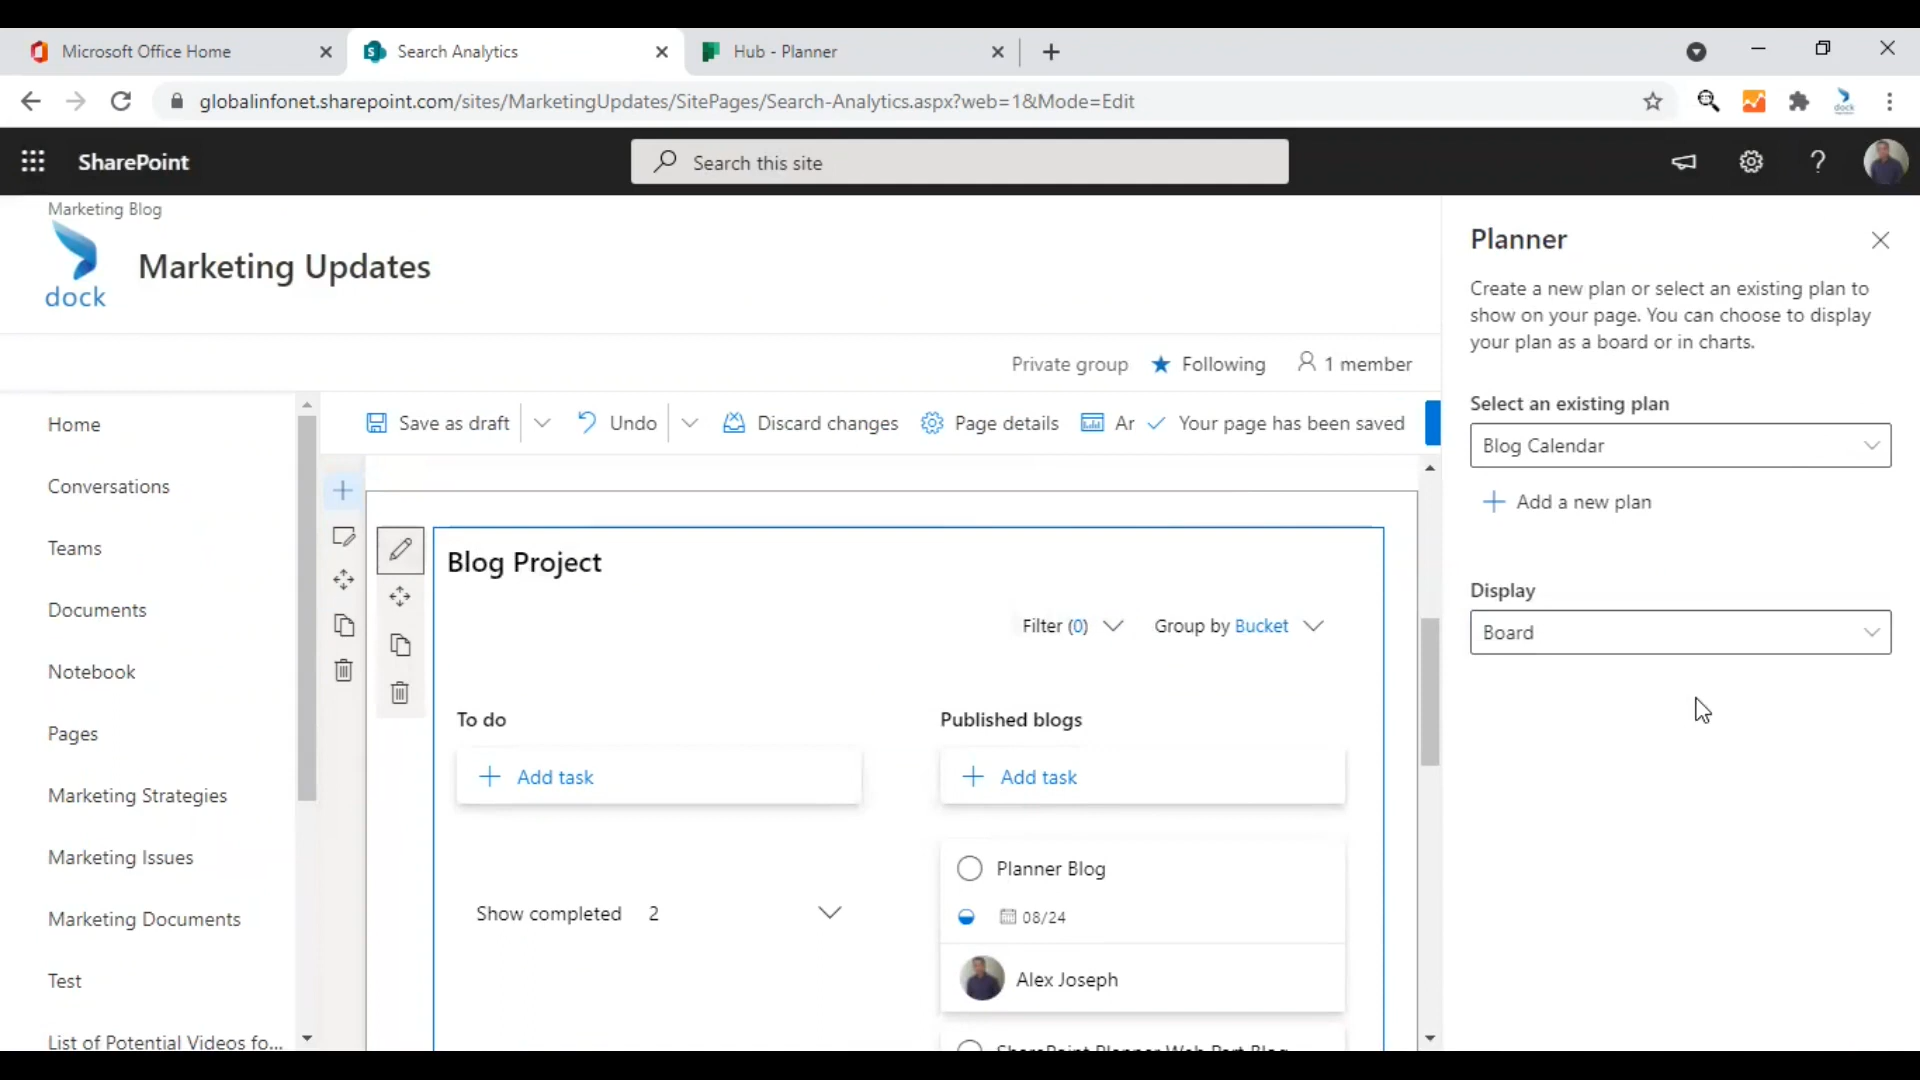 Microsoft Office Home
Search Analytics
Hub - Planner
globalinfonet.sharepoint.com/sites/MarketingUpdates/SitePages/Search-Analytics.aspx?web=1&Mode=Edit
dock
SharePoint
Search this site
Marketing Blog
dock
Marketing Updates
Private group
Following
1 member
Home
Conversations
Teams
Documents
Notebook
Pages
Marketing Strategies
Marketing Issues
Marketing Documents
Test
List of Potential Videos fo...
Save as draft
Undo
Discard changes
Page details
Ar
Your page has been saved
Blog Project
Filter (0)
Group by Bucket
To do
Add task
Show completed 2
Published blogs
Add task
Planner Blog
08/24
Alex Joseph
SharePoint Planner Web Part Blog
Planner
Create a new plan or select an existing plan to
show on your page. You can choose to display
your plan as a board or in charts.
Select an existing plan
Blog Calendar
Add a new plan
Display
Board